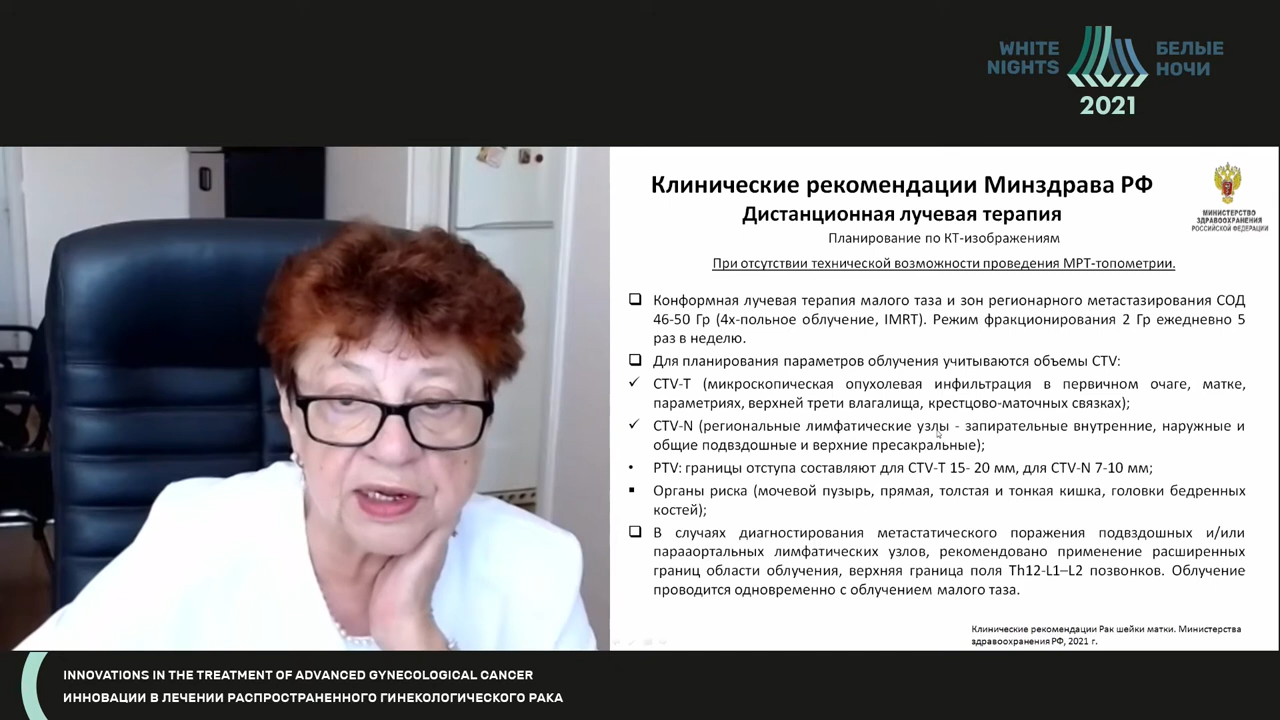 WHITE
NIGHTS
БЕЛЫЕ
НОЧИ
2021
Клинические рекомендации Минздрава РФ
Дистанционная лучевая терапия
Планирование по КТ-изображениям
При отсутствии технической возможности проведения МРТ-топометрии.
МИНИСТЕРСТВО
ЗДРАВООХРАНЕНИЯ
РОССИЙСКОЙ ФЕДЕРАЦИИ
❑ Конформная лучевая терапия малого таза и зон регионарного метастазирования СОД
46-50 Гр (4х-польное облучение, IMRT). Режим фракционирования 2 Гр ежедневно 5
раз в неделю.
❑ Для планирования параметров облучения учитываются объемы CTV:
✓ CTV-T (микроскопическая опухолевая инфильтрация в первичном очаге, матке,
параметриях, верхней трети влагалища, крестцово-маточных связках);
✓ CTV-N (региональные лимфатические узлы - запирательные внутренние, наружные и
общие подвздошные и верхние пресакральные);
• PTV: границы отступа составляют для CTV-T 15- 20 мм, для CTV-N 7-10 мм;
▪ Органы риска (мочевой пузырь, прямая, толстая и тонкая кишка, головки бедренных
костей);
❑ В случаях диагностирования метастатического поражения подвздошных и/или
парааортальных лимфатических узлов, рекомендовано применение расширенных
границ области облучения, верхняя граница поля Th12-L1–L2 позвонков. Облучение
проводится одновременно с облучением малого таза.
Клинические рекомендации Рак шейки матки. Министерства
здравоохранения РФ, 2021 г.
INNOVATIONS IN THE TREATMENT OF ADVANCED GYNECOLOGICAL CANCER
ИННОВАЦИИ В ЛЕЧЕНИИ РАСПРОСТРАНЕННОГО ГИНЕКОЛОГИЧЕСКОГО РАКА